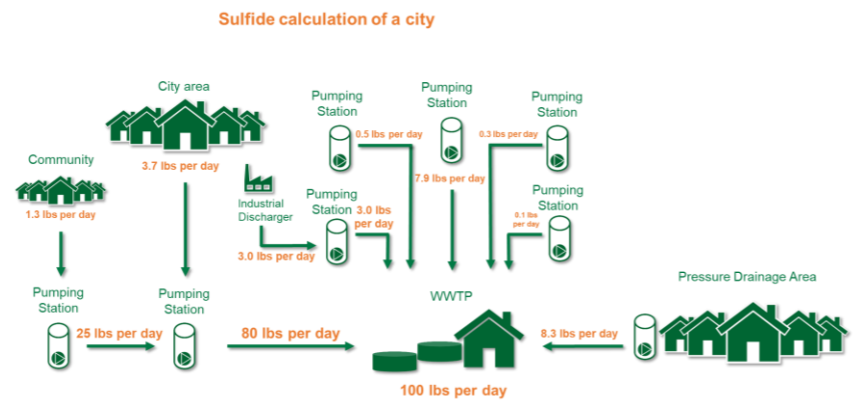 Sulfide calculation of a city
City area
3.7 lbs per day
Community
1.3 lbs per day
Industrial
Discharger
3.0 lbs per day
Pumping
Station
0.5 lbs per day
Pumping
Station
7.9 lbs per day
Pumping
Station
0.3 lbs per day
Pumping
Station
3.0 lbs
per day
Pumping
Station
0.1 lbs
per day
Pumping
Station
25 lbs per day
Pumping
Station
80 lbs per day
WWTP
100 lbs per day
Pressure Drainage Area
8.3 lbs per day